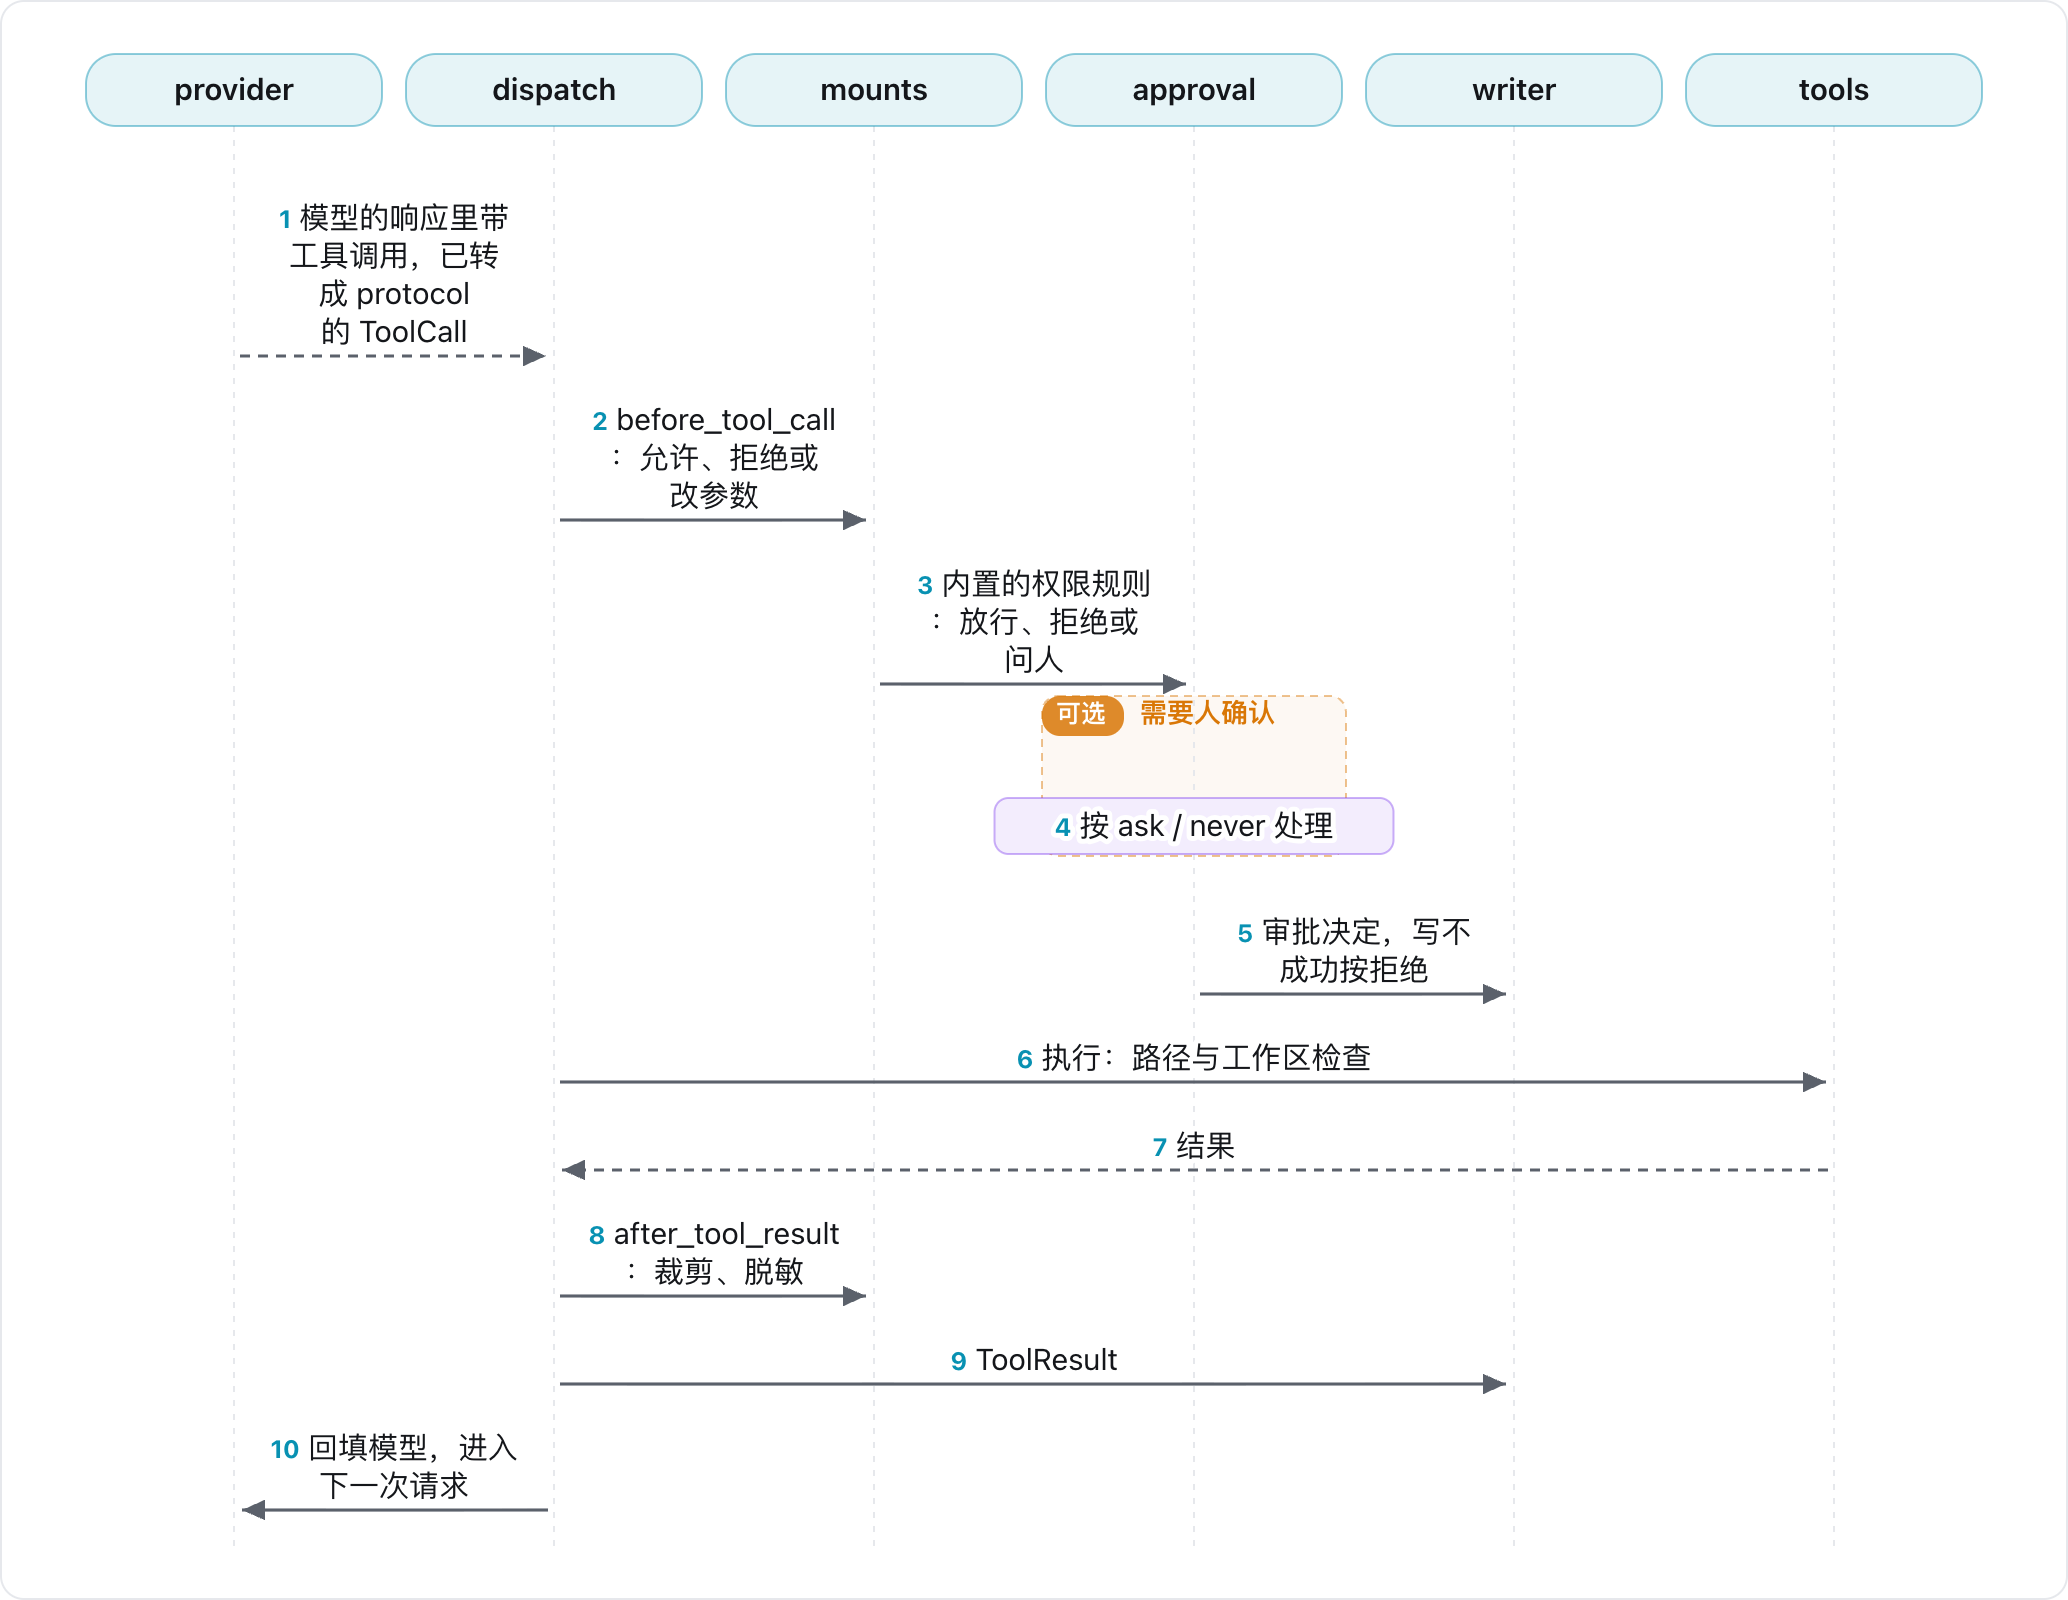 provider
dispatch
mounts
approval
writer
tools
1 模型的响应里带
工具调用，已转
成 protocol
的 ToolCall
2 before_tool_call
：允许、拒绝或
改参数
3 内置的权限规则
：放行、拒绝或
问人
可选 需要人确认
4 按 ask / never 处理
5 审批决定，写不
成功按拒绝
6 执行：路径与工作区检查
7 结果
8 after_tool_result
：裁剪、脱敏
9 ToolResult
10 回填模型，进入
下一次请求